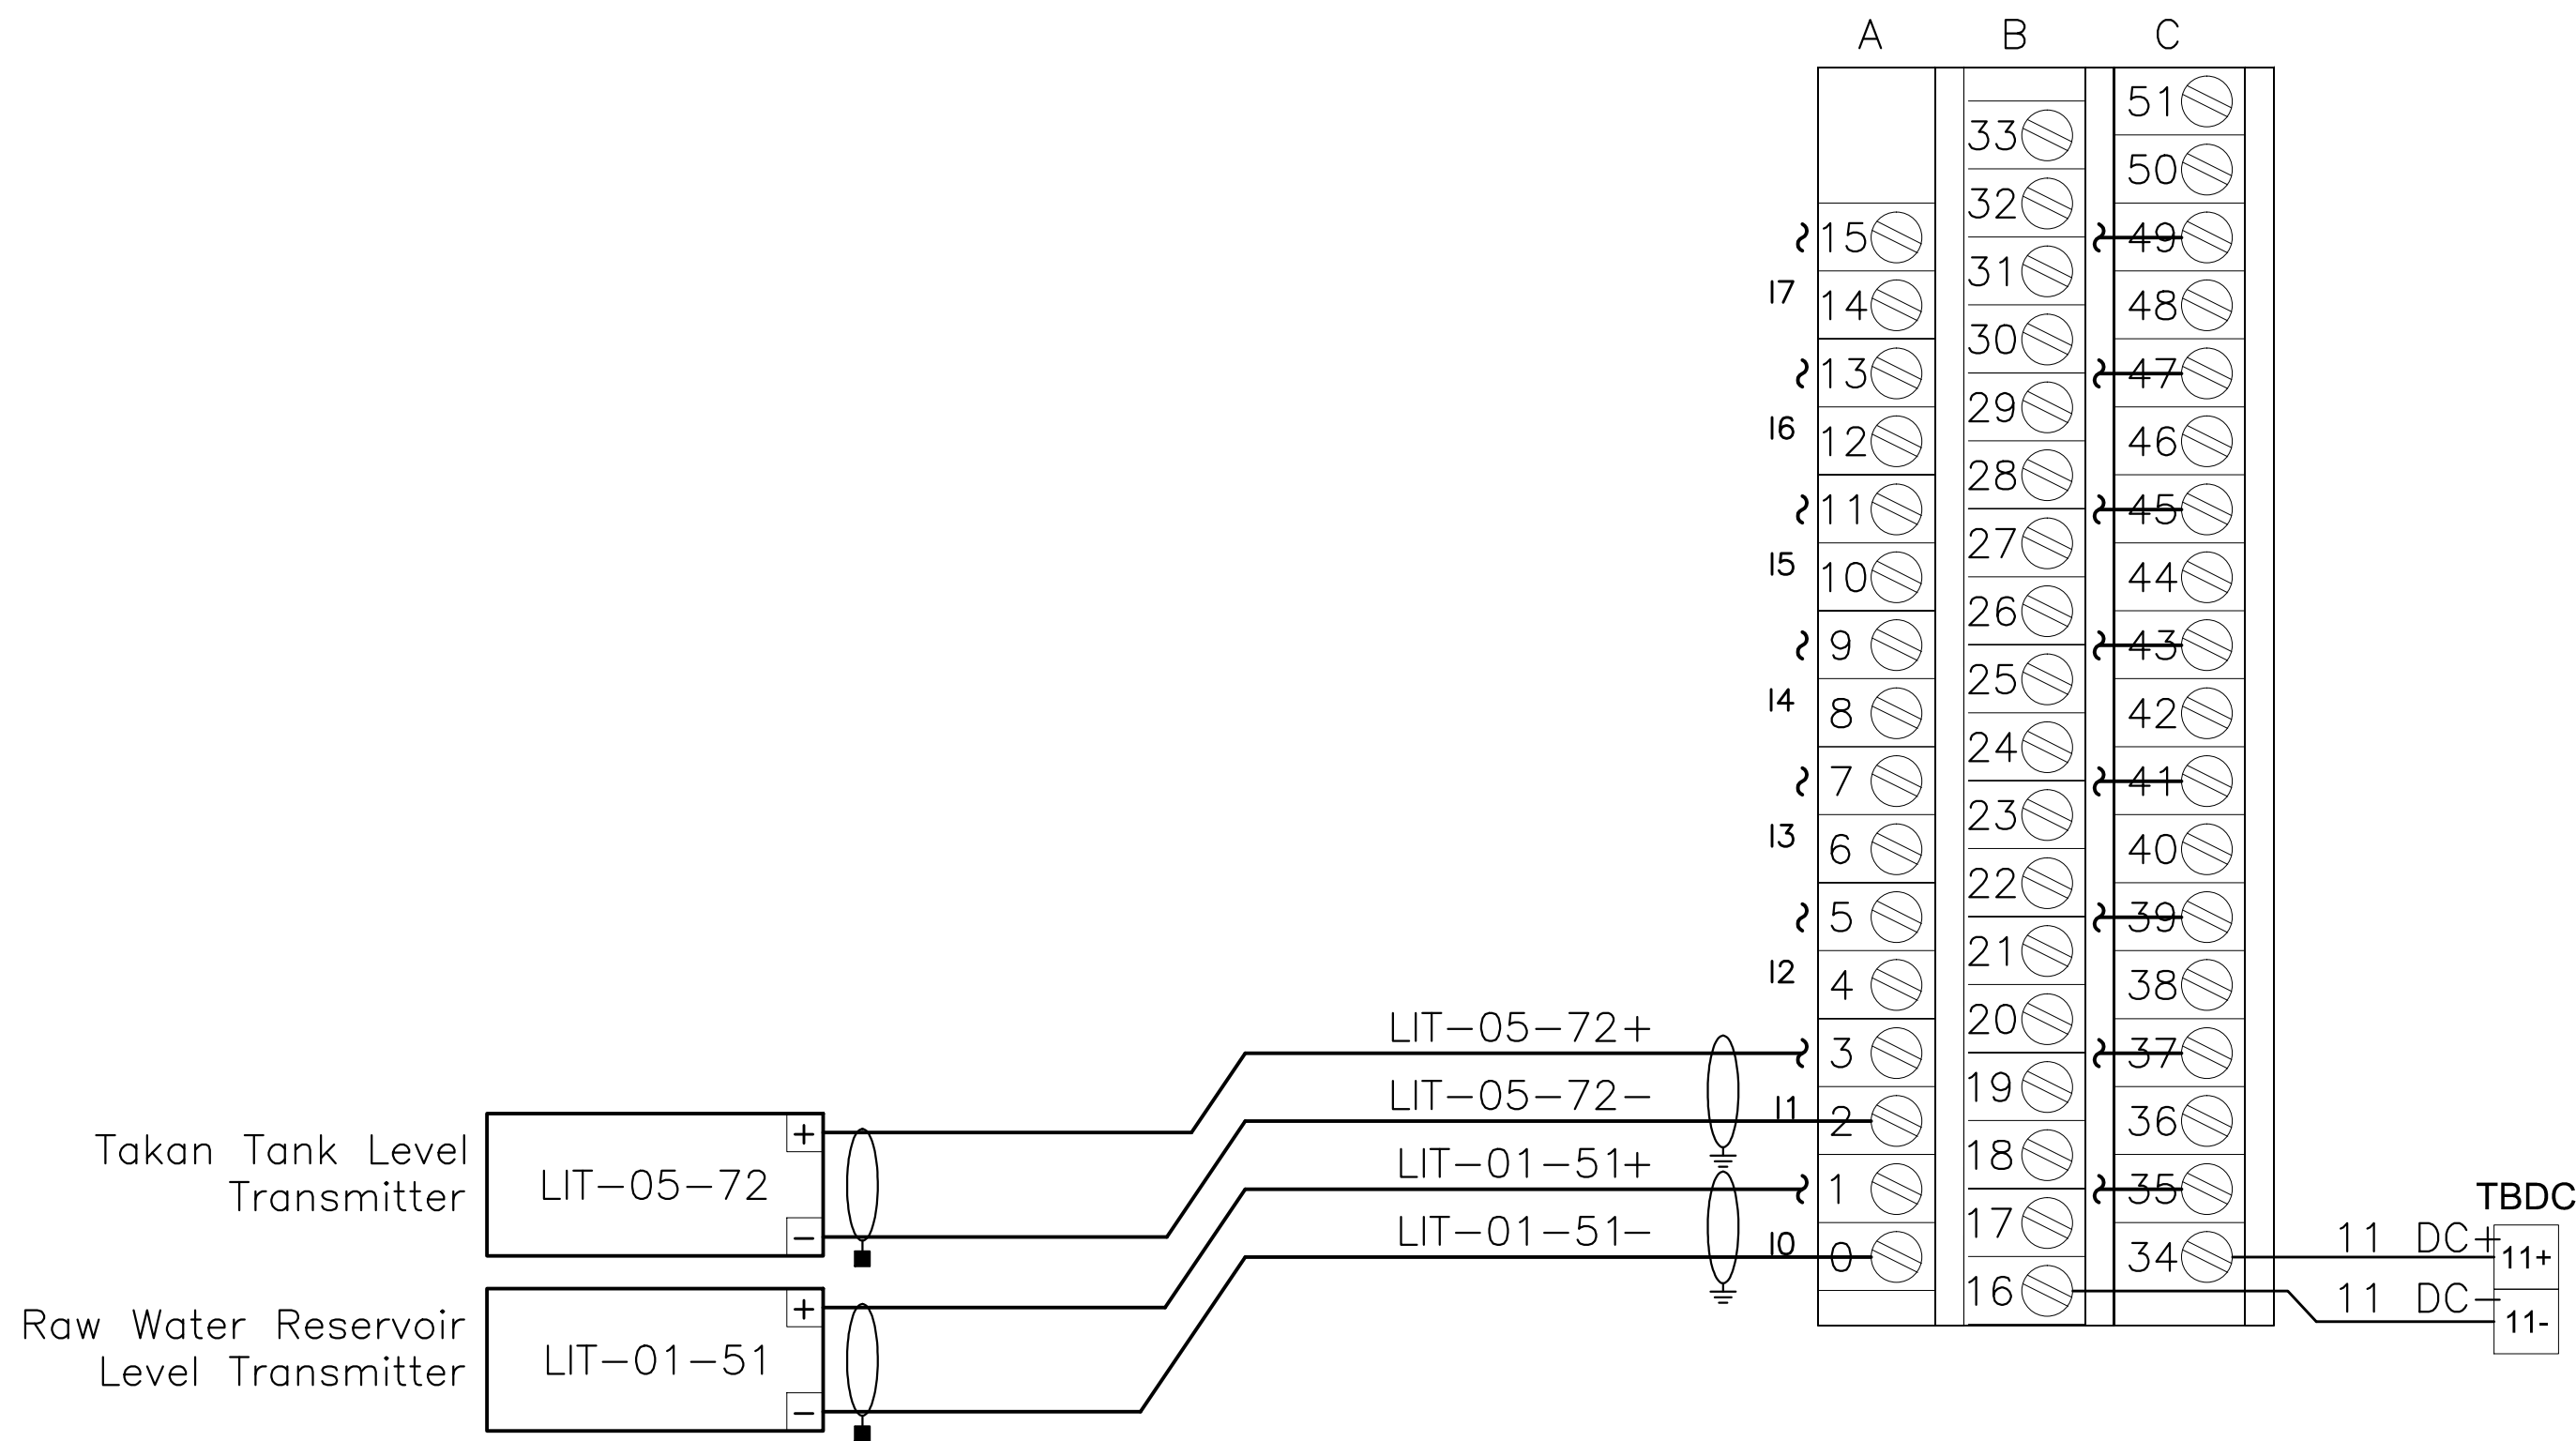 A B C
51
33
50
32
15 49
31
I7 14 48
30
13 47
29
I6 12 46
28
11 45
27
I5 10 44
26
9 43
25
I4 8 42
24
7 41
23
I3 6 40
22
5 39
21
I2 4 38
LIT-05-72+
20
3 37
LIT-05-72-
19
I1 2 36
Takan Tank Level
Transmitter
LIT-05-72
+
-
18
LIT-01-51+
1 35
17
LIT-01-51-
I0 0 34
16
TBDC
11 DC+ 11+
11 DC- 11-
Raw Water Reservoir
Level Transmitter
LIT-01-51
+
-